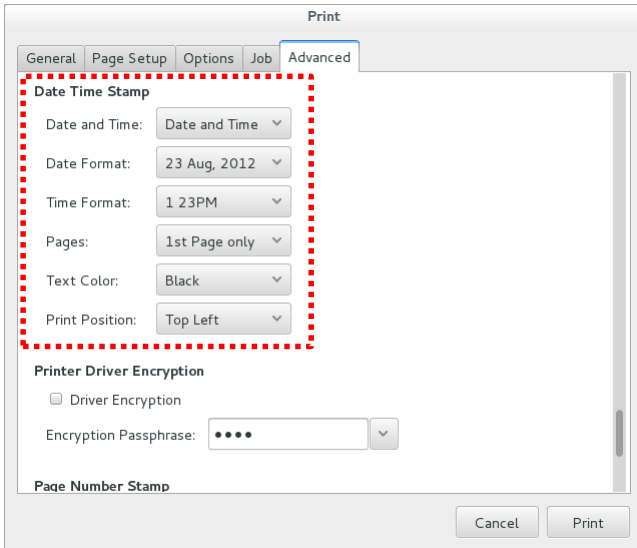 Print
General Page Setup Options Job Advanced
Date Time Stamp
Date and Time: Date and Time
Date Format: 23 Aug, 2012
Time Format: 1 23PM
Pages: 1st Page only
Text Color: Black
Print Position: Top Left
Printer Driver Encryption
Driver Encryption
Encryption Passphrase: ●●●●
Page Number Stamp
Cancel Print